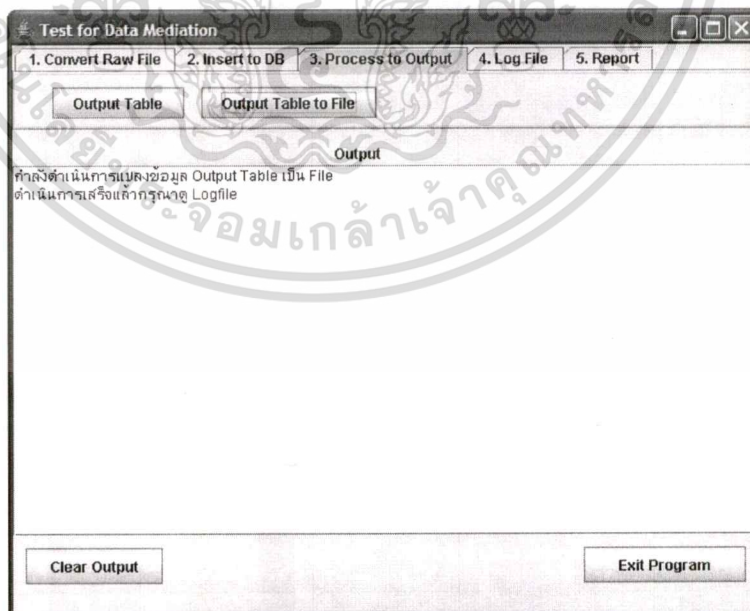 Test for Data Mediation
1. Convert Raw File 2. Insert to DB 3. Process to Output 4. Log File 5. Report
Output Table Output Table to File
Output
กำลังดำเนินการแปลงข้อมูล Output Table เป็น File
ดำเนินการเสร็จแล้วกรุณาดู Logfile
Clear Output Exit Program